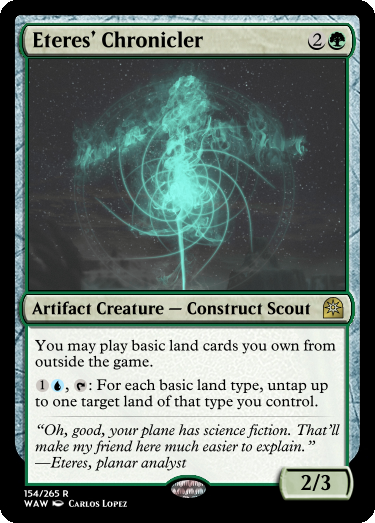 Eteres’ Chronicler 2
Artifact Creature — Construct Scout
You may play basic land cards you own from
outside the game.
1, : For each basic land type, untap up
to one target land of that type you control.
“Oh, good, your plane has science fiction. That’ll
make my friend here much easier to explain.”
—Eteres, planar analyst
2/3
154/265 R
WAW Carlos Lopez